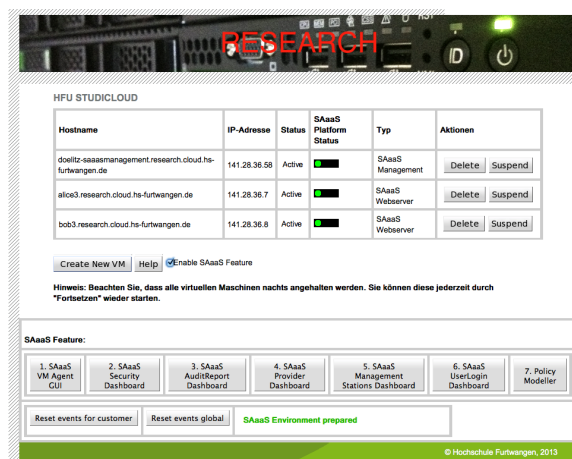 RESEARCH
HFU STUDICLOUD
Hostname IP-Adresse Status SAaaS Platform Status Typ Aktionen
doelitz-saaasmanagement.research.cloud.hs-
furtwangen.de 141.28.36.58 Active SAaaS Management Delete Suspend
alice3.research.cloud.hs-furtwangen.de 141.28.36.7 Active SAaaS Webserver Delete Suspend
bob3.research.cloud.hs-furtwangen.de 141.28.36.8 Active SAaaS Webserver Delete Suspend
Create New VM Help Enable SAaaS Feature
Hinweis: Beachten Sie, dass alle virtuellen Maschinen nachts angehalten werden. Sie können diese jederzeit durch
"Fortsetzen" wieder starten.
SAaaS Feature:
1. SAaaS VM Agent GUI
2. SAaaS Security Dashboard
3. SAaaS AuditReport Dashboard
4. SAaaS Provider Dashboard
5. SAaaS Management Stations Dashboard
6. SAaaS UserLogin Dashboard
7. Policy Modeller
Reset events for customer Reset events global SAaaS Environment prepared
© Hochschule Furtwangen, 2013